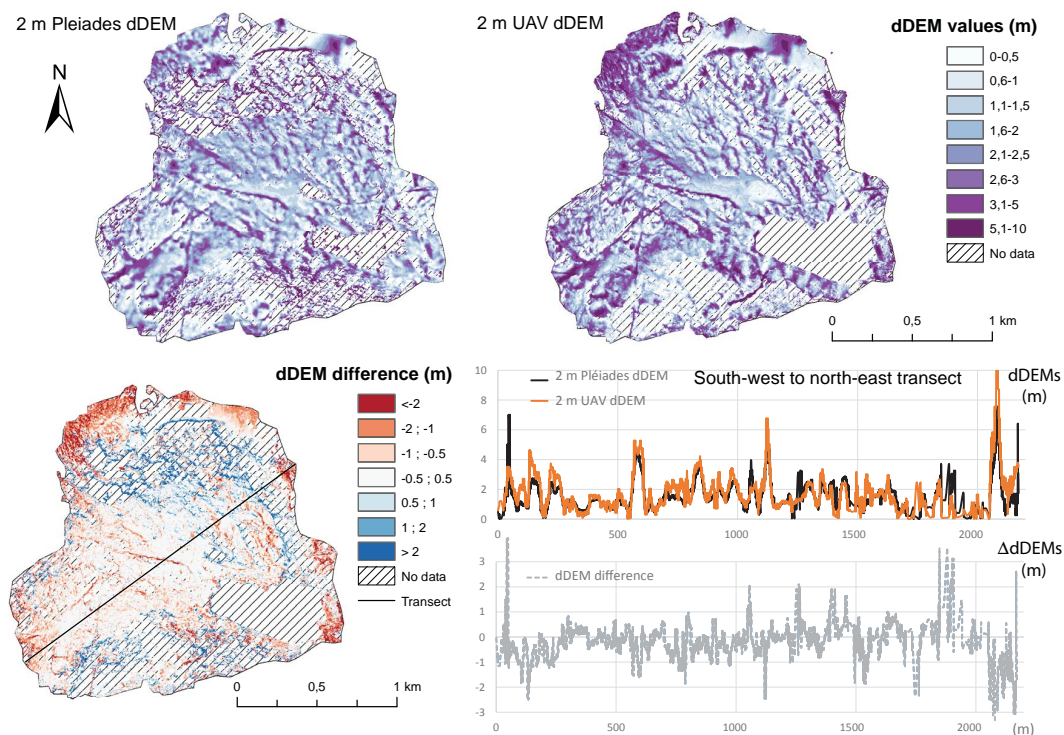 2 m Pleiades dDEM
2 m UAV dDEM
dDEM values (m)
N
0-0,5
0,6-1
1,1-1,5
1,6-2
2,1-2,5
2,6-3
3,1-5
5,1-10
No data
0 0,5 1 km
dDEM difference (m)
<-2
-2 ; -1
-1 ; -0.5
-0.5 ; 0.5
0.5 ; 1
1 ; 2
> 2
No data
Transect
0 0,5 1 km
South-west to north-east transect
dDEMs
(m)
2 m Pléiades dDEM
2 m UAV dDEM
10
8
6
4
2
0
0 500 1000 1500 2000
ΔdDEMs
(m)
dDEM difference
3
2
1
0
-1
-2
-3
0 500 1000 1500 2000 (m)